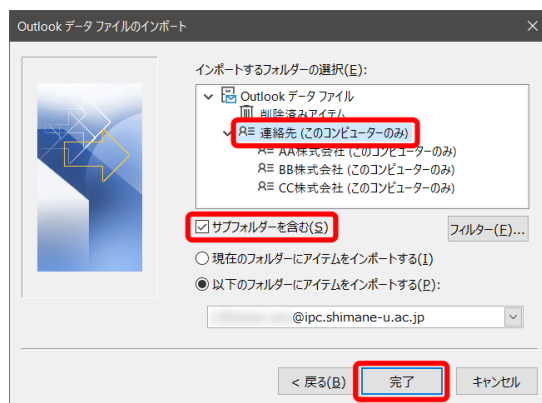 Outlook データ ファイルのインポート
インポートするフォルダーの選択(E):
Outlook データ ファイル
削除済みアイテム
連絡先 (このコンピューターのみ)
AA株式会社 (このコンピューターのみ)
BB株式会社 (このコンピューターのみ)
CC株式会社 (このコンピューターのみ)
サブフォルダーを含む(S)
フィルター(F)...
現在のフォルダーにアイテムをインポートする(I)
以下のフォルダーにアイテムをインポートする(P):
@ipc.shimane-u.ac.jp
< 戻る(B) 完了 キャンセル